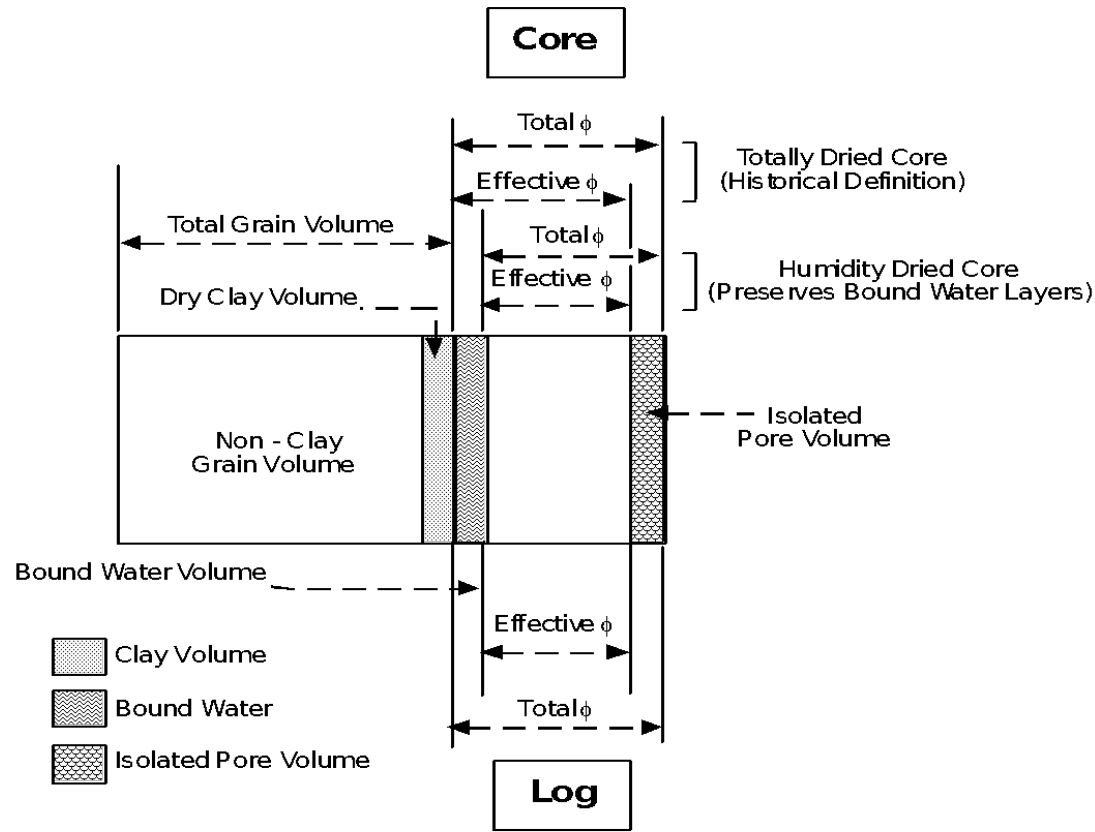 Core
Total ϕ
Totally Dried Core
(Historical Definition)
Effective ϕ
Total Grain Volume
Total ϕ
Humidity Dried Core
(Preserves Bound Water Layers)
Effective ϕ
Dry Clay Volume
Isolated
Pore Volume
Non - Clay
Grain Volume
Bound Water Volume
Effective ϕ
Clay Volume
Bound Water
Total ϕ
Isolated Pore Volume
Log